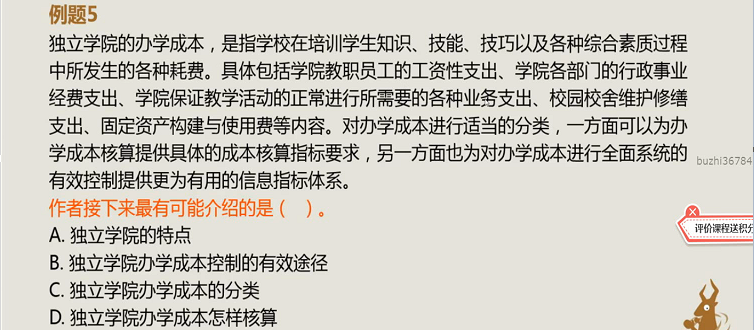 例题5
独立学院的办学成本，是指学校在培训学生知识、技能、技巧以及各种综合素质过程
中所发生的各种耗费。具体包括学院教职员工的工资性支出、学院各部门的行政事业
经费支出、学院保证教学活动的正常进行所需要的各种业务支出、校园校舍维护修缮
支出、固定资产构建与使用费等内容。对办学成本进行适当的分类，一方面可以为办
学成本核算提供具体的成本核算指标要求，另一方面也为对办学成本进行全面系统的
有效控制提供更为有用的信息指标体系。
buzhi36784
作者接下来最有可能介绍的是（ ）。
评价课程送积分
A. 独立学院的特点
B. 独立学院办学成本控制的有效途径
C. 独立学院办学成本的分类
D. 独立学院办学成本怎样核算